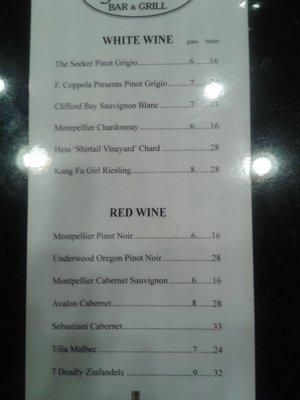 BAR & GRILL
WHITE WINE glass bottle
The Seeker Pinot Grigio 6 16
F. Coppola Presents Pinot Grigio 7
Clifford Bay Sauvignon Blanc 7 24
Montpellier Chardonnay 6 16
Hess ‘Shirtail Vineyard’ Chard 28
Kung Fu Girl Riesling 8 28
RED WINE
Montpellier Pinot Noir 6 16
Underwood Oregon Pinot Noir 28
Montpellier Cabernet Sauvignon 6 16
Avalon Cabernet 8 28
Sebastiani Cabernet 33
Tilia Malbec 7 24
7 Deadly Zinfandels 9 32